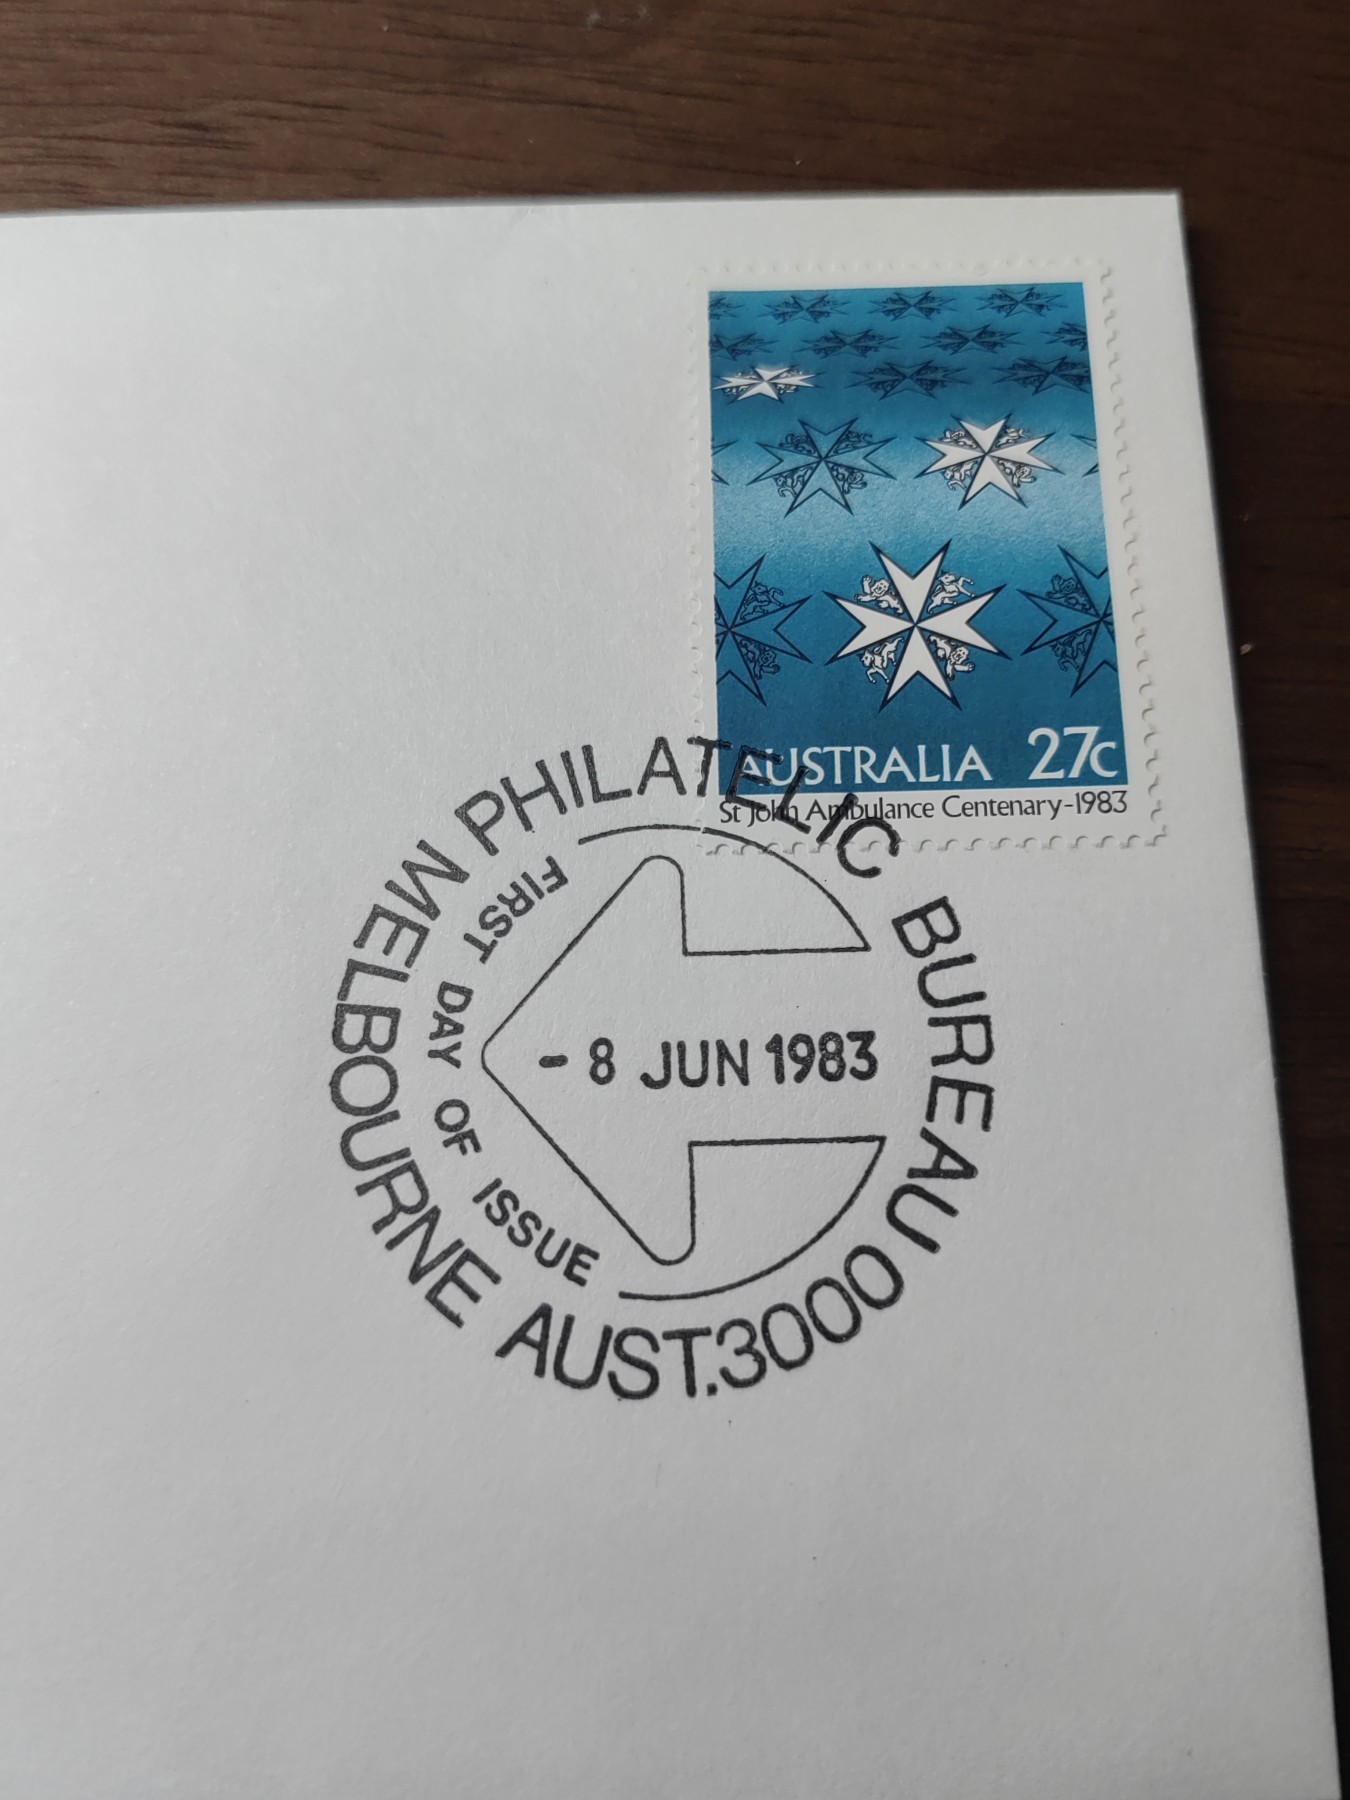 AUSTRALIA 27c
St John Ambulance Centenary-1983
MELB PHILATELIC BUREAU
FIRST DAY OF ISSUE
- 8 JUN 1983
MELBOURNE AUST.3000